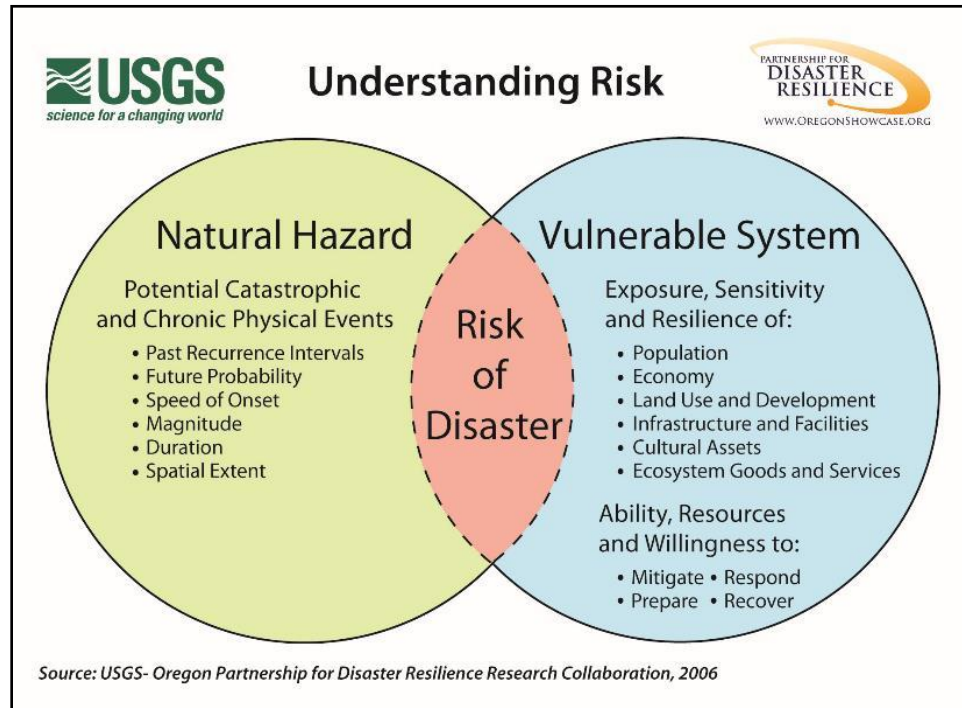 USGS
science for a changing world
Understanding Risk
PARTNERSHIP FOR
DISASTER
RESILIENCE
WWW.OREGONSHOWCASE.ORG
Natural Hazard
Potential Catastrophic
and Chronic Physical Events
• Past Recurrence Intervals
• Future Probability
• Speed of Onset
• Magnitude
• Duration
• Spatial Extent
Risk
of
Disaster
Vulnerable System
Exposure, Sensitivity
and Resilience of:
• Population
• Economy
• Land Use and Development
• Infrastructure and Facilities
• Cultural Assets
• Ecosystem Goods and Services
Ability, Resources
and Willingness to:
• Mitigate • Respond
• Prepare • Recover
Source: USGS- Oregon Partnership for Disaster Resilience Research Collaboration, 2006